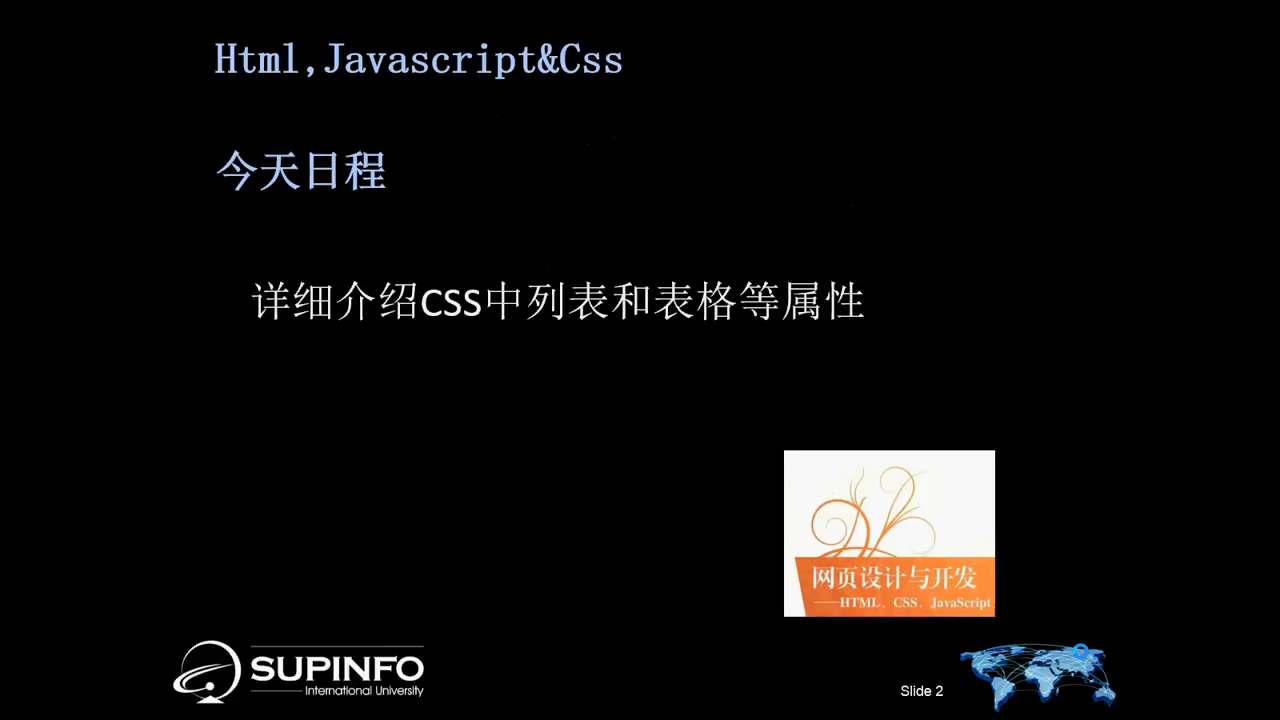 Html,Javascript&Css
今天日程
详细介绍CSS中列表和表格等属性
网页设计与开发
——HTML、CSS、JavaScript
SUPINFO
International University
Slide 2